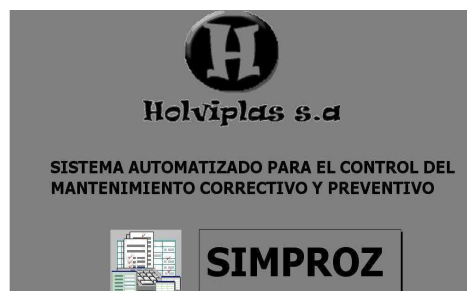 H
Holviplas s.a
SISTEMA AUTOMATIZADO PARA EL CONTROL DEL
MANTENIMIENTO CORRECTIVO Y PREVENTIVO
SIMPROZ